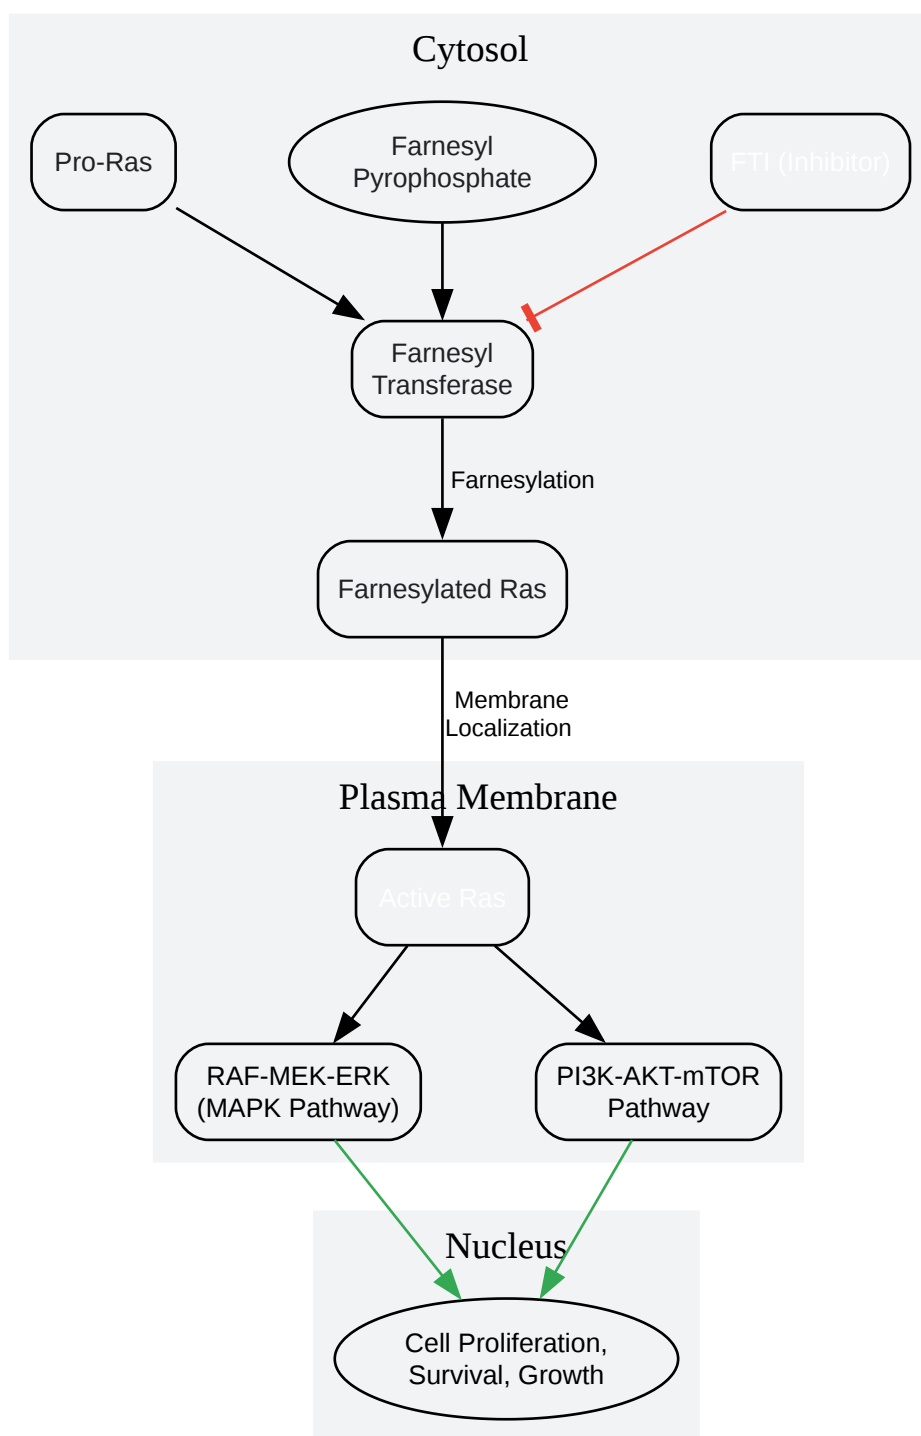 Cytosol
Pro-Ras
Farnesyl
Pyrophosphate
FTI (Inhibitor)
Farnesyl
Transferase
Farnesylation
Farnesylated Ras
Membrane
Localization
Plasma Membrane
Active Ras
RAF-MEK-ERK
(MAPK Pathway)
PI3K-AKT-mTOR
Pathway
Nucleus
Cell Proliferation,
Survival, Growth